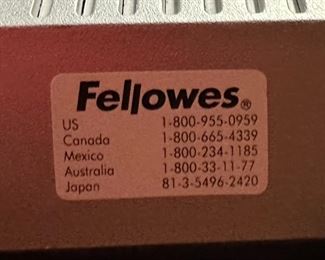 Fellowes®
US 1-800-955-0959
Canada 1-800-665-4339
Mexico 1-800-234-1185
Australia 1-800-33-11-77
Japan 81-3-5496-2420